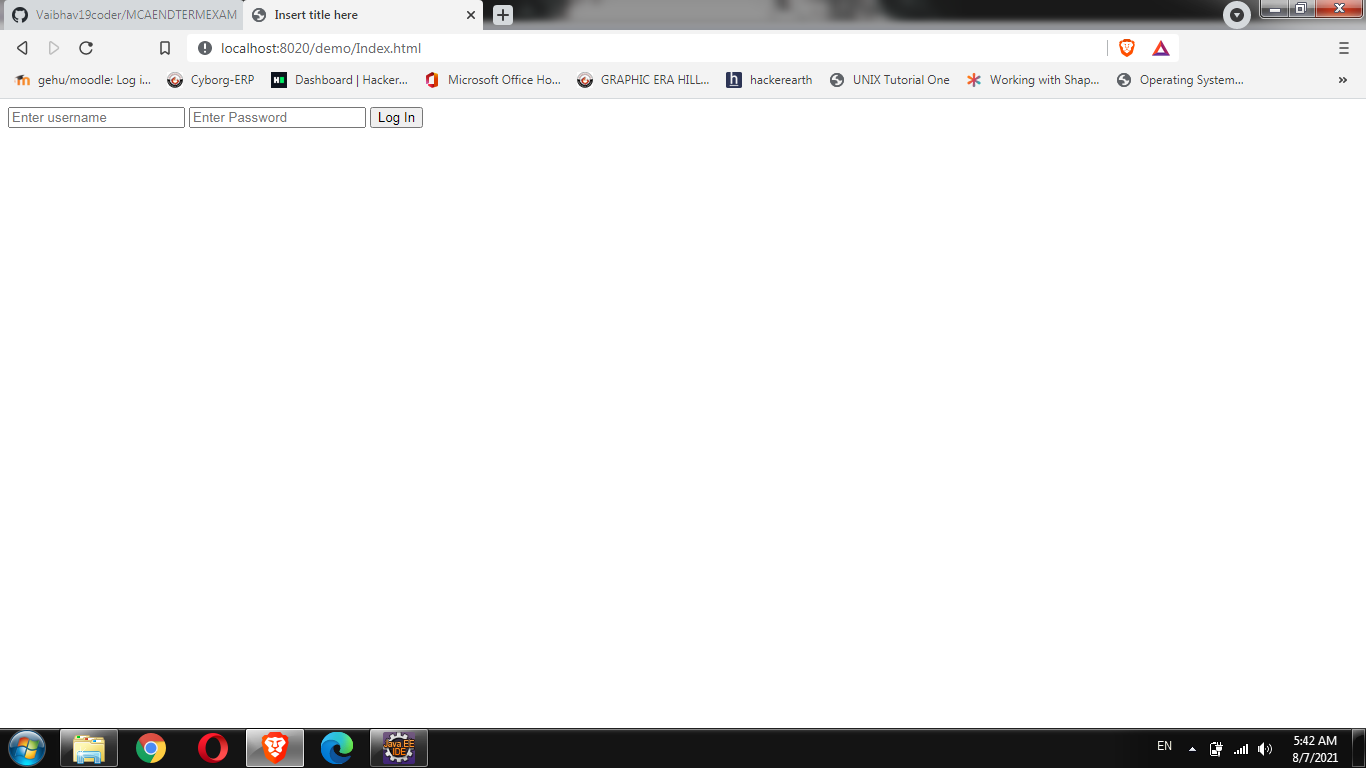 Vaibhav19coder/MCAENDTERMEXAM
Insert title here
localhost:8020/demo/Index.html
gehu/moodle: Log i... Cyborg-ERP Dashboard | Hacker... Microsoft Office Ho... GRAPHIC ERA HILL... h hackerearth UNIX Tutorial One Working with Shap... Operating System... »
Enter username Enter Password Log In
Java EE
IDE
EN
5:42 AM
8/7/2021